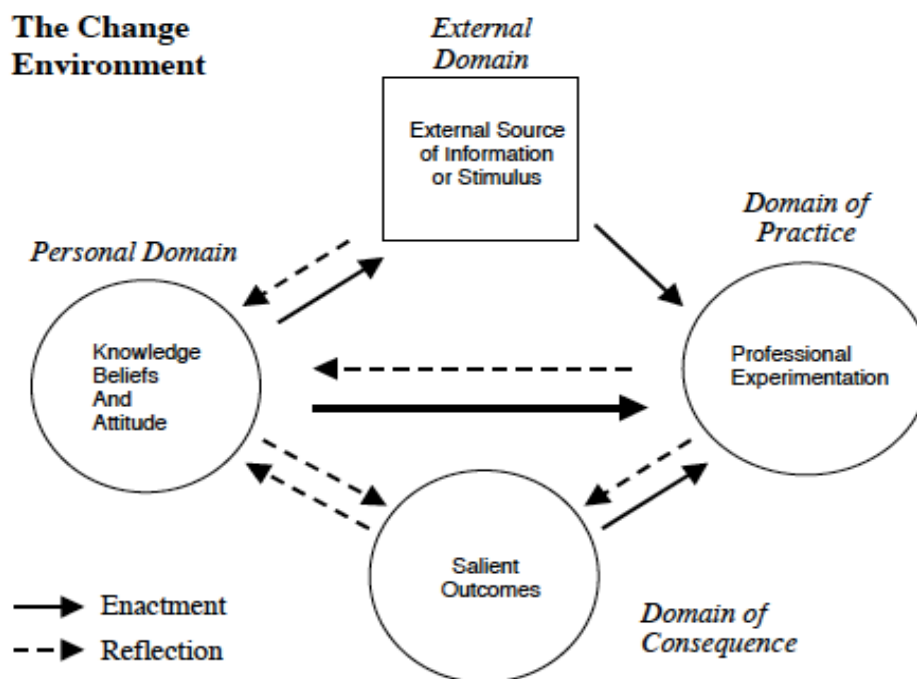 The Change
Environment
External
Domain
External Source
of Information
or Stimulus
Domain of
Practice
Personal Domain
Knowledge
Beliefs
And
Attitude
Professional
Experimentation
Salient
Outcomes
Domain of
Consequence
Enactment
Reflection